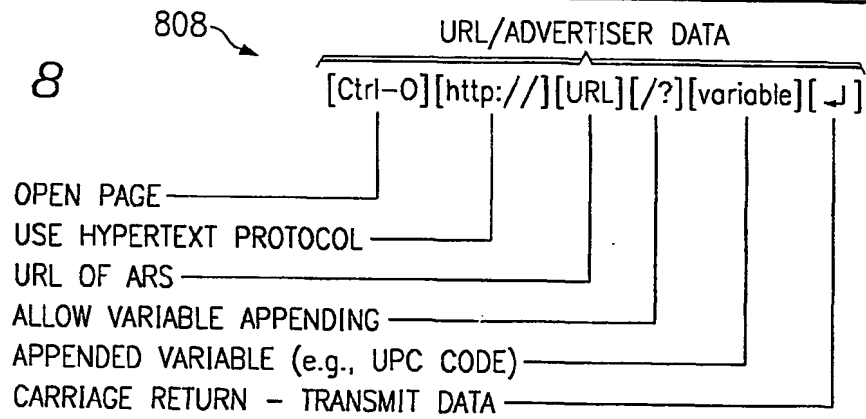 808
URL/ADVERTISER DATA
8
[Ctrl-O][http://][URL][/?][variable][↵]
OPEN PAGE
USE HYPERTEXT PROTOCOL
URL OF ARS
ALLOW VARIABLE APPENDING
APPENDED VARIABLE (e.g., UPC CODE)
CARRIAGE RETURN - TRANSMIT DATA